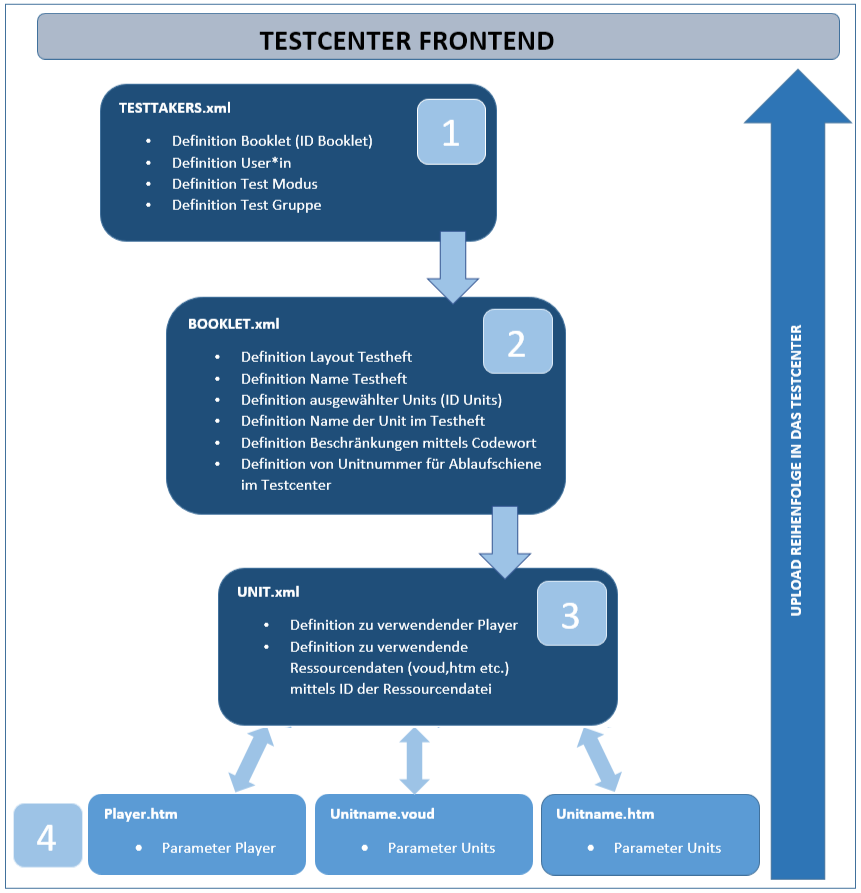 TESTCENTER FRONTEND
TESTTAKERS.xml
1
• Definition Booklet (ID Booklet)
• Definition User*in
• Definition Test Modus
• Definition Test Gruppe
BOOKLET.xml
2
• Definition Layout Testheft
• Definition Name Testheft
• Definition ausgewählter Units (ID Units)
• Definition Name der Unit im Testheft
• Definition Beschränkungen mittels Codewort
• Definition von Unitnummer für Ablaufschiene
im Testcenter
UNIT.xml
3
• Definition zu verwendender Player
• Definition zu verwendende
Ressourcendaten (voud,htm etc.)
mittels ID der Ressourcendatei
4
Player.htm
• Parameter Player
Unitname.voud
• Parameter Units
Unitname.htm
• Parameter Units
UPLOAD REIHENFOLGE IN DAS TESTCENTER